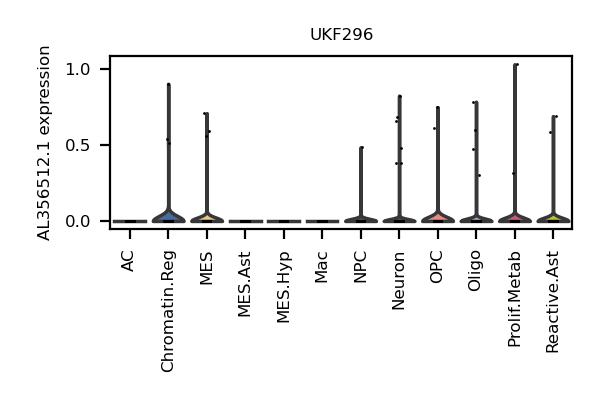 UKF296
AL356512.1 expression
1.0
0.5
0.0
AC
Chromatin.Reg
MES
MES.Ast
MES.Hyp
Mac
NPC
Neuron
OPC
Oligo
Prolif.Metab
Reactive.Ast